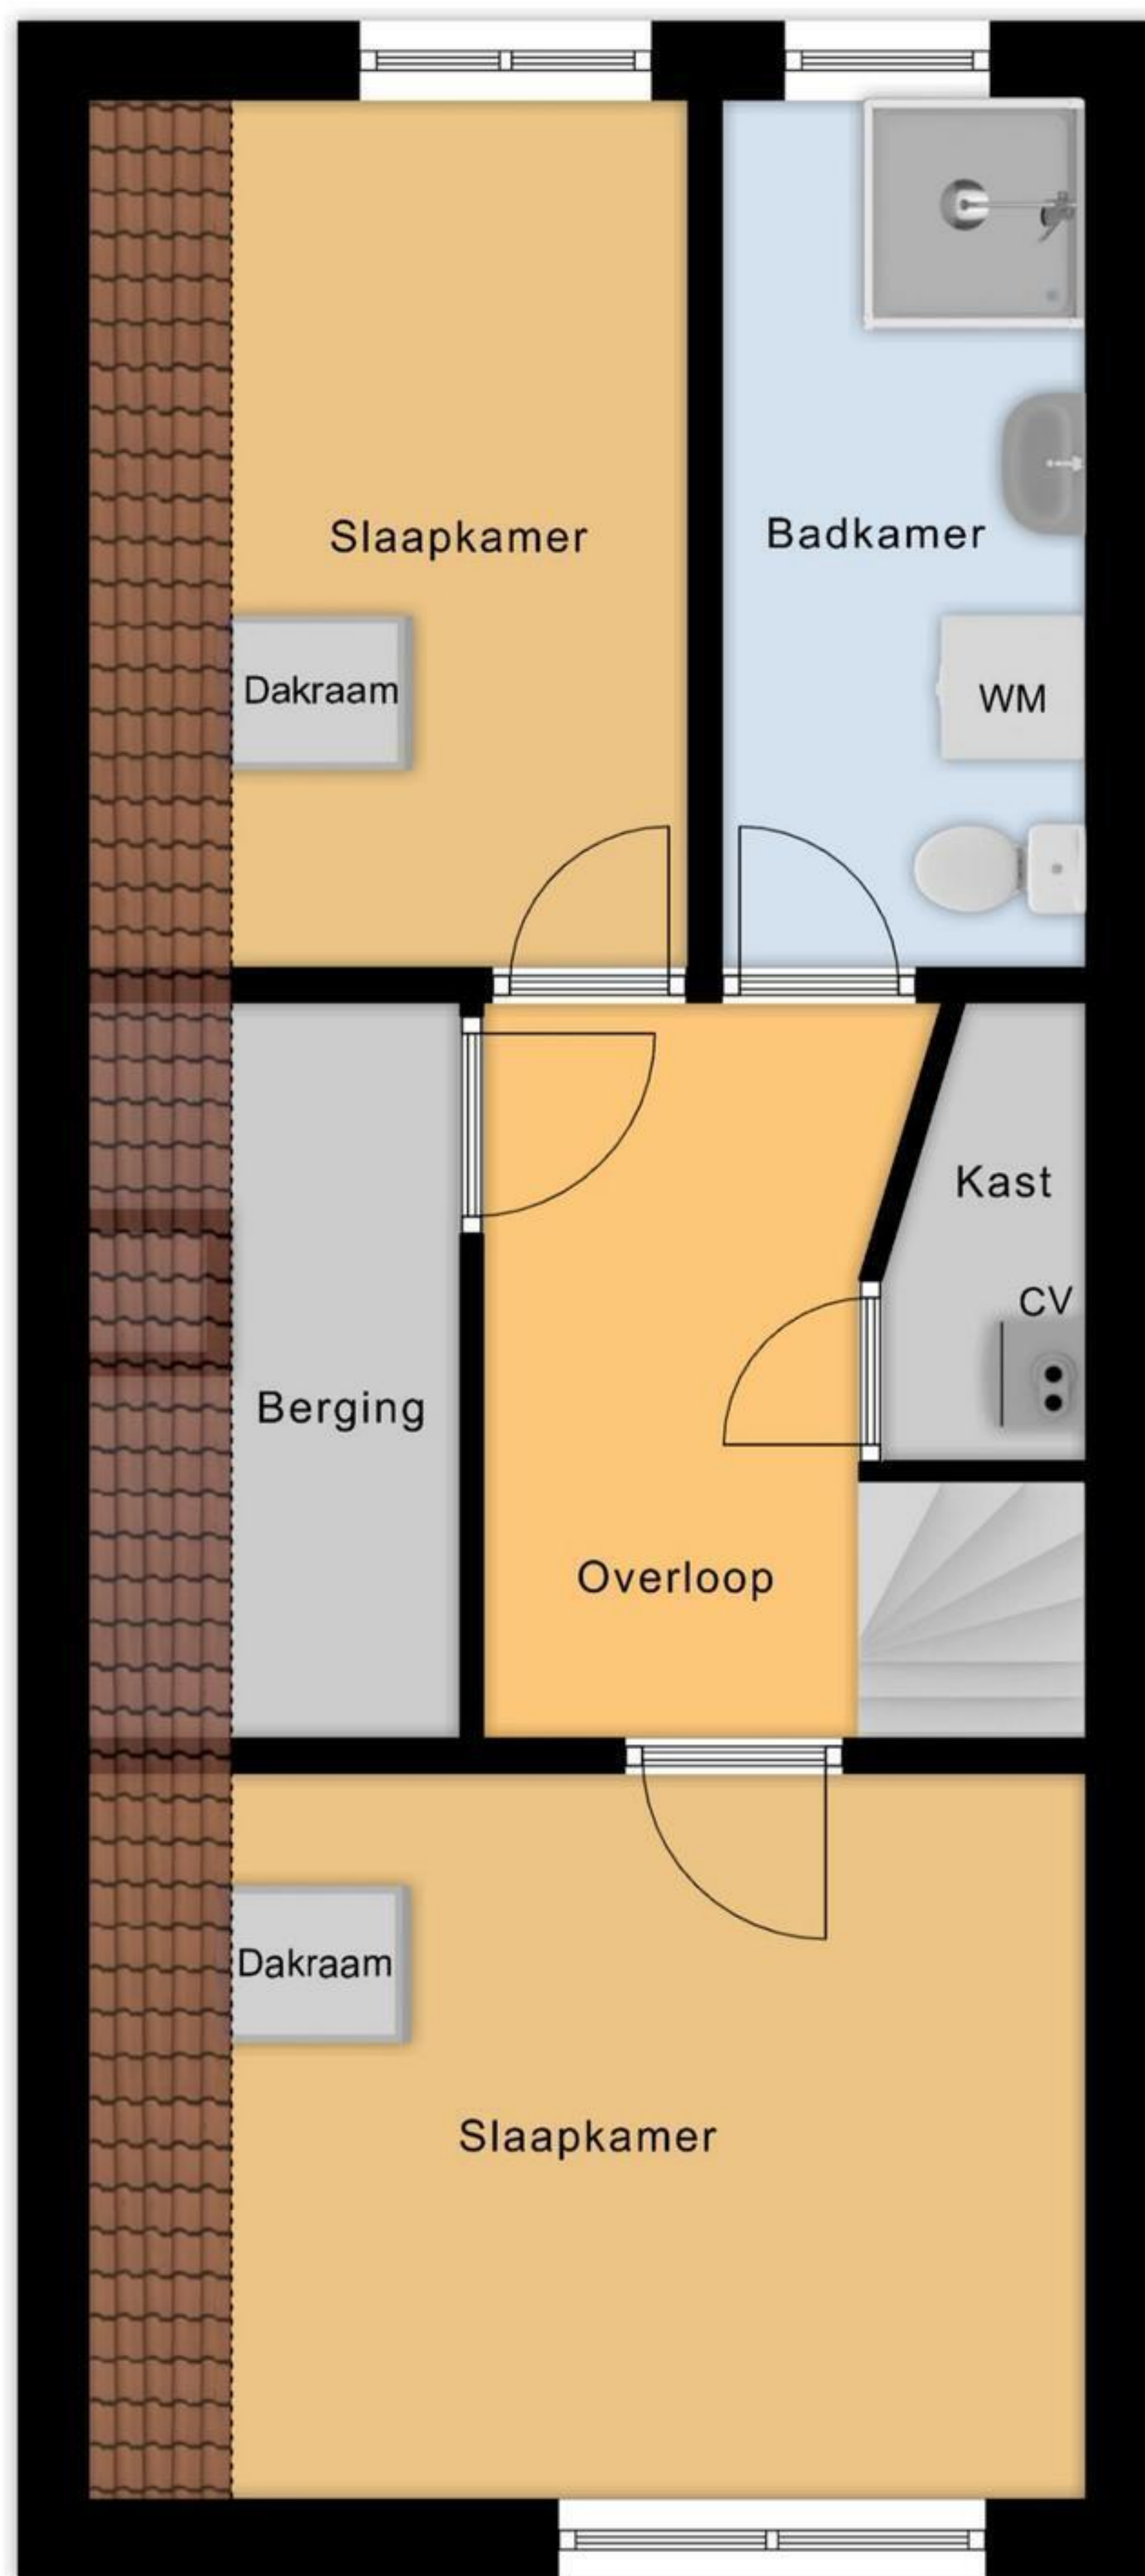 Slaapkamer
Badkamer
Dakraam
WM
Kast
CV
Berging
Overloop
Dakraam
Slaapkamer